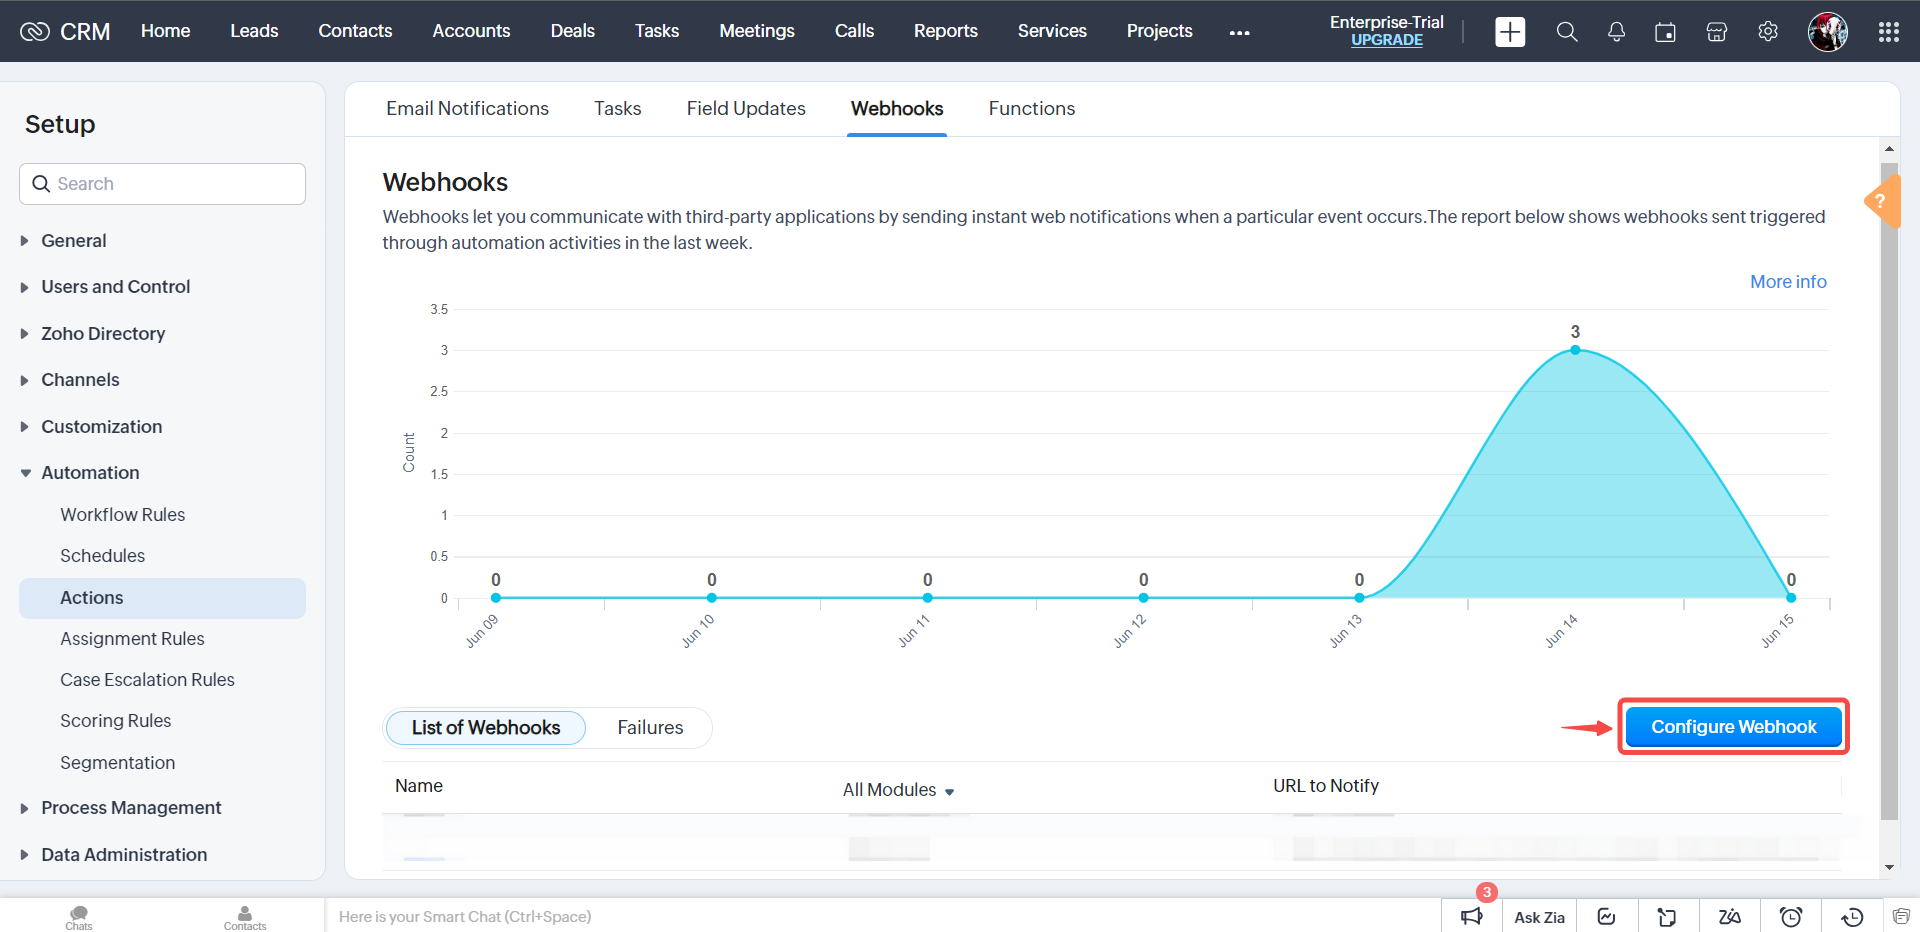 CRM
Home
Leads
Contacts
Accounts
Deals
Tasks
Meetings
Calls
Reports
Services
Projects
Enterprise-Trial
UPGRADE
Setup
Search
General
Users and Control
Zoho Directory
Channels
Customization
Automation
Workflow Rules
Schedules
Actions
Assignment Rules
Case Escalation Rules
Scoring Rules
Segmentation
Process Management
Data Administration
Email Notifications
Tasks
Field Updates
Webhooks
Functions
Webhooks
Webhooks let you communicate with third-party applications by sending instant web notifications when a particular event occurs.The report below shows webhooks sent triggered
through automation activities in the last week.
More info
?
Count
3.5
3
2.5
2
1.5
1
0.5
0
0
0
0
0
0
3
0
Jun 09
Jun 10
Jun 11
Jun 12
Jun 13
Jun 14
Jun 15
List of Webhooks
Failures
Configure Webhook
Name
All Modules
URL to Notify
Chats
Contacts
Here is your Smart Chat (Ctrl+Space)
3
Ask Zia